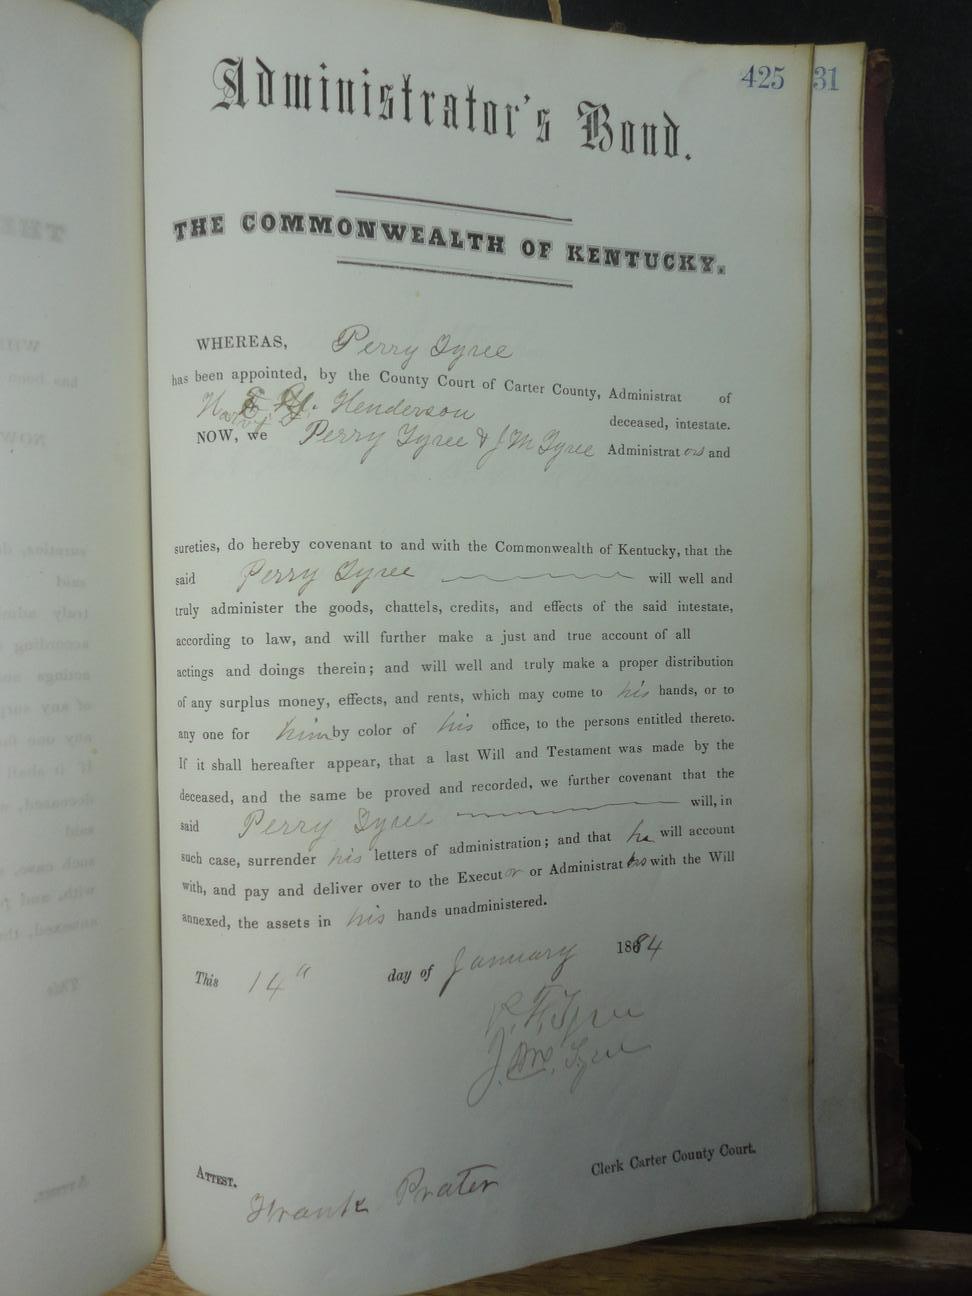 425 31
Administrator's Bond.
THE COMMONWEALTH OF KENTUCKY.
WHEREAS, Perry Tyree
has been appointed, by the County Court of Carter County, Administrat of
Henderson deceased, intestate.
NOW, we Perry Tyree & J M Tyree Administrators and
sureties, do hereby covenant to and with the Commonwealth of Kentucky, that the
said Perry Tyree will well and
truly administer the goods, chattels, credits, and effects of the said intestate,
according to law, and will further make a just and true account of all
actings and doings therein; and will well and truly make a proper distribution
of any surplus money, effects, and rents, which may come to his hands, or to
any one for him by color of his office, to the persons entitled thereto.
If it shall hereafter appear, that a last Will and Testament was made by the
deceased, and the same be proved and recorded, we further covenant that the
said Perry Tyree will, in
such case, surrender his letters of administration; and that he will account
with, and pay and deliver over to the Executor or Administrators with the Will
annexed, the assets in his hands unadministered.
This 14" day of January 1884
P. F. Tyree
J. M. Tyree
ATTEST. Clerk Carter County Court.
Frank Prater